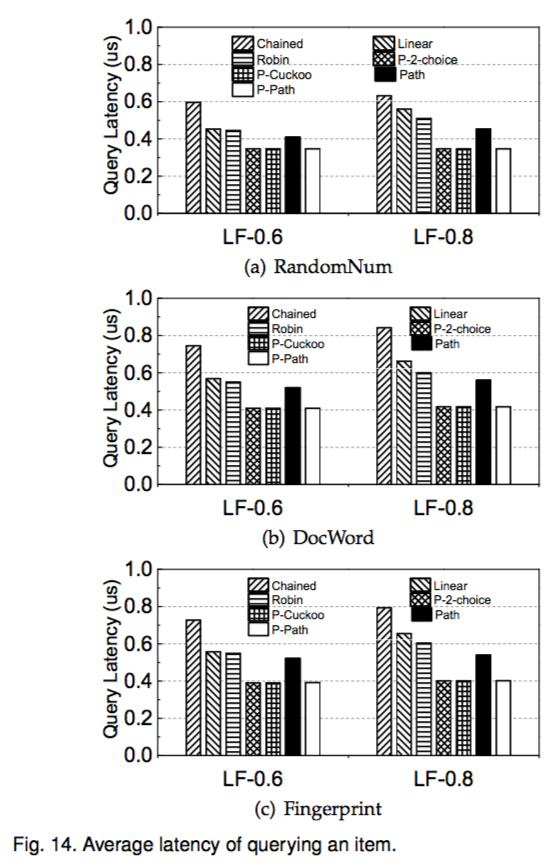 Query Latency (us)
1.0
0.8
0.6
0.4
0.2
0.0
Chained
Linear
Robin
P-2-choice
P-Cuckoo
Path
P-Path
LF-0.6
LF-0.8
(a) RandomNum
Query Latency (us)
1.0
0.8
0.6
0.4
0.2
0.0
Chained
Linear
Robin
P-2-choice
P-Cuckoo
Path
P-Path
LF-0.6
LF-0.8
(b) DocWord
Query Latency (us)
1.0
0.8
0.6
0.4
0.2
0.0
Chained
Linear
Robin
P-2-choice
P-Cuckoo
Path
P-Path
LF-0.6
LF-0.8
(c) Fingerprint
Fig. 14. Average latency of querying an item.